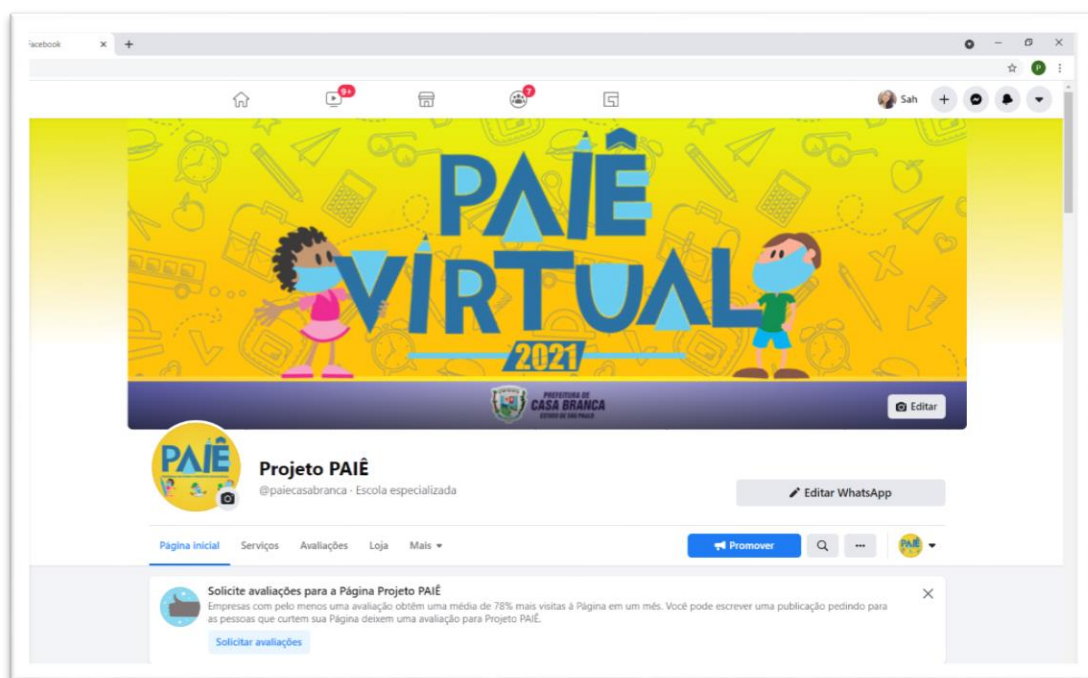 Facebook
9+
7
Sah
PAIÊ
VIRTUAL
2021
PREFEITURA DE
CASA BRANCA
ESTADO DE SÃO PAULO
Editar
PAIÊ
Projeto PAIÊ
@paiecasabranca · Escola especializada
Editar WhatsApp
Página inicial Serviços Avaliações Loja Mais
Promover
PAIÊ
Solicite avaliações para a Página Projeto PAIÊ
Empresas com pelo menos uma avaliação obtêm uma média de 78% mais visitas à Página em um mês. Você pode escrever uma publicação pedindo para
as pessoas que curtem sua Página deixem uma avaliação para Projeto PAIÊ.
Solicitar avaliações